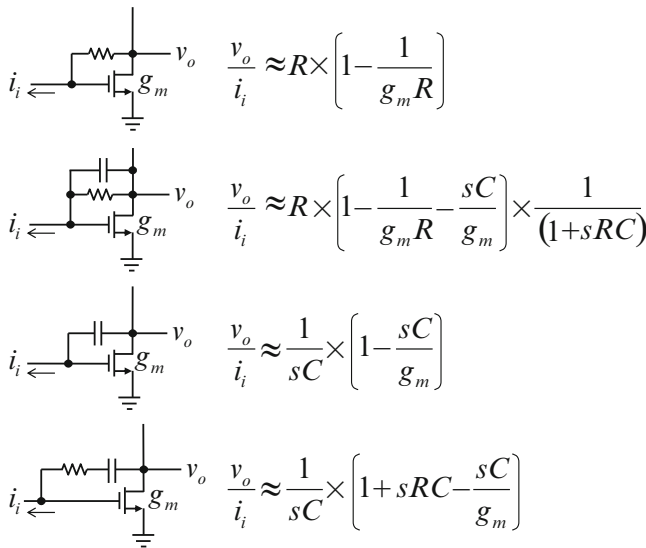 i_i g_m v_o v_o/i_i ≈ R × (1 − 1/(g_m R))
i_i g_m v_o v_o/i_i ≈ R × (1 − 1/(g_m R) − sC/g_m) × 1/(1+sRC)
i_i g_m v_o v_o/i_i ≈ 1/sC × (1 − sC/g_m)
i_i g_m v_o v_o/i_i ≈ 1/sC × (1 + sRC − sC/g_m)